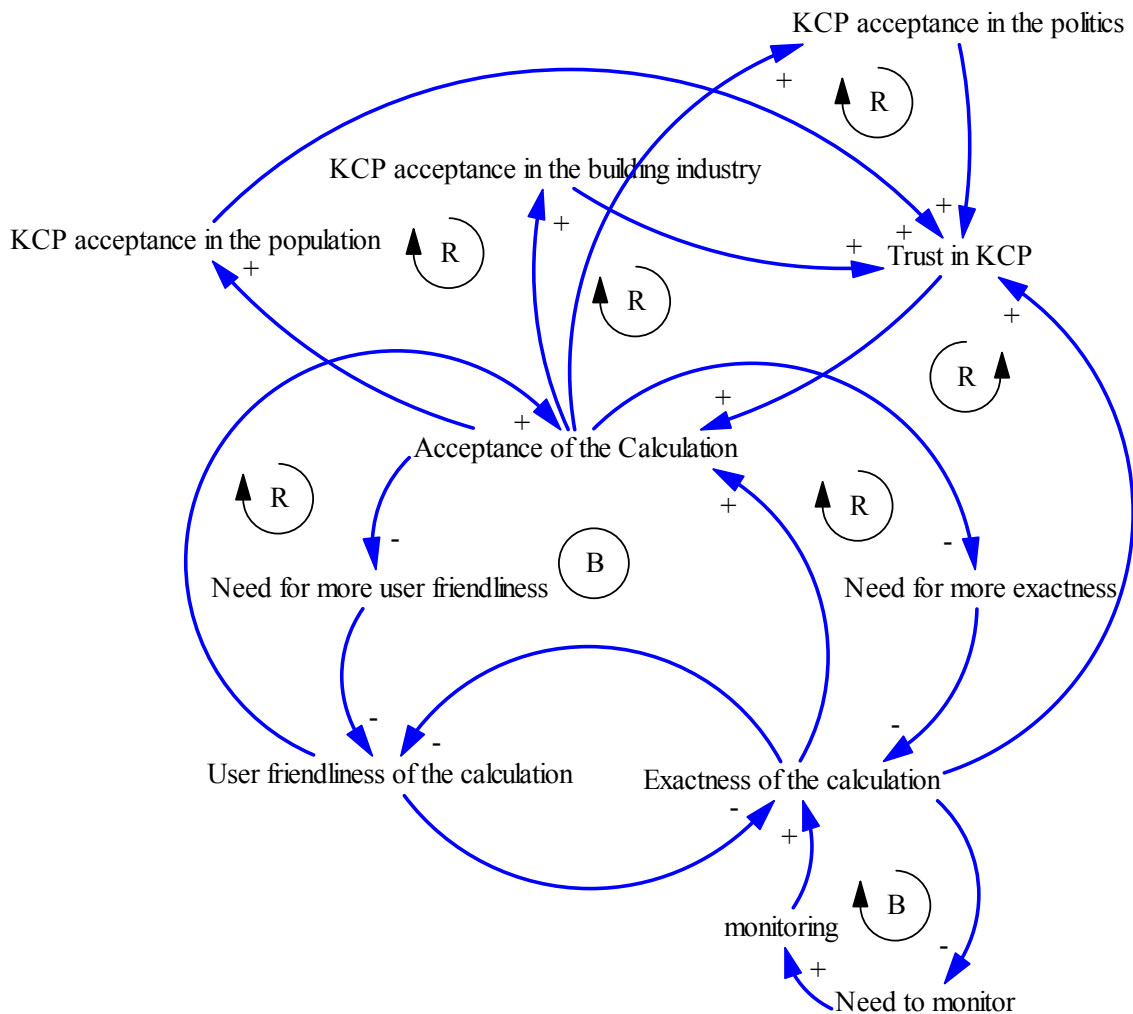 KCP acceptance in the politics
+
R
KCP acceptance in the building industry
+
+
+
+
KCP acceptance in the population
R
+
Trust in KCP
+
R
+
R
+
+
Acceptance of the Calculation
R
R
+
-
B
-
Need for more user friendliness
Need for more exactness
-
-
-
User friendliness of the calculation
Exactness of the calculation
-
+
B
monitoring
-
+
Need to monitor